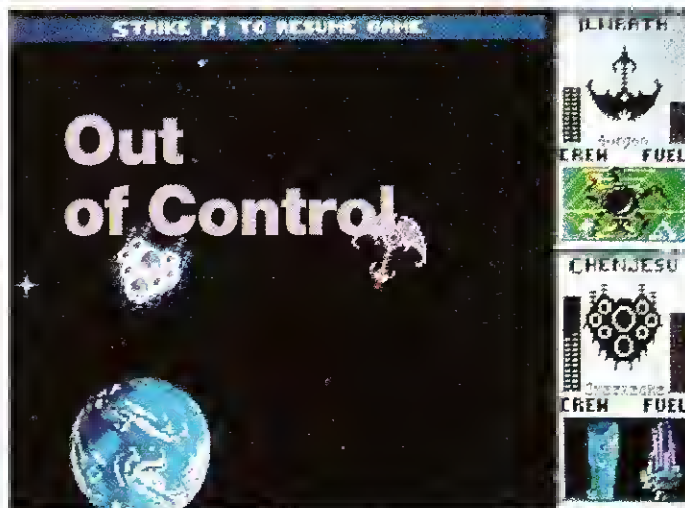 STRIKE F1 TO RESUME GAME
Out
of Control
ILWRATH
CREW FUEL
CHENJESU
CREW FUEL